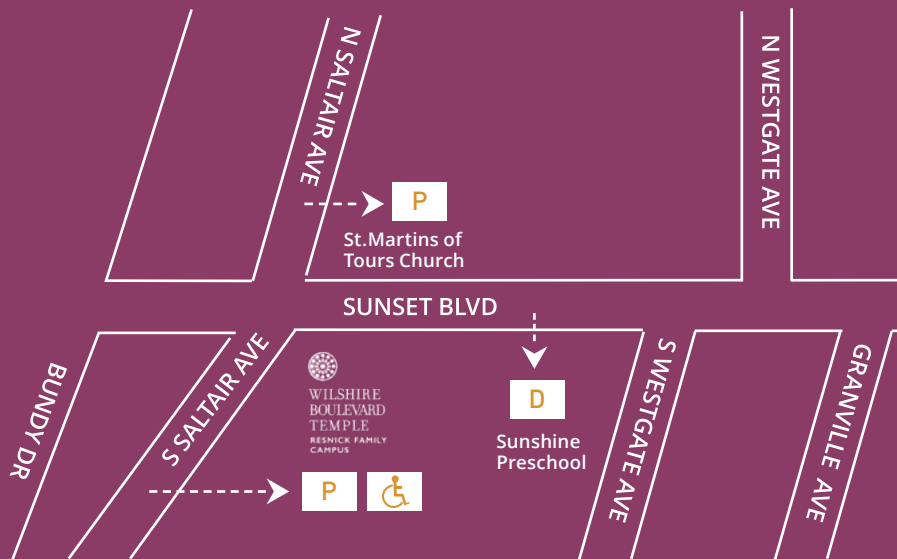 N SALTAIR AVE
N WESTGATE AVE
P
St.Martins of
Tours Church
SUNSET BLVD
BUNDY DR
S SALTAIR AVE
WILSHIRE
BOULEVARD
TEMPLE
RESNICK FAMILY
CAMPUS
P
D
Sunshine
Preschool
S WESTGATE AVE
GRANVILLE AVE